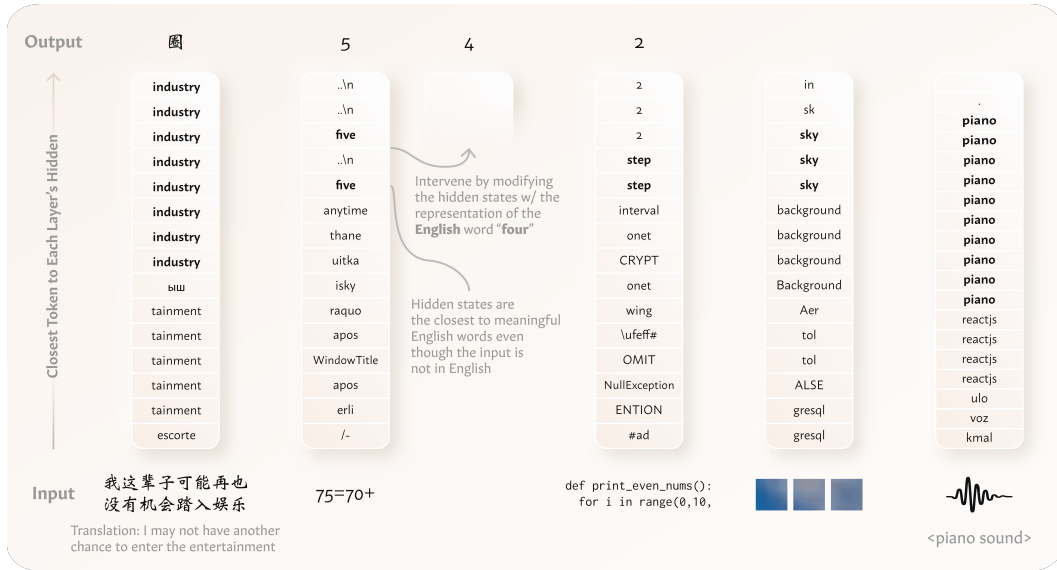 Output
圈
5
4
2
Closest Token to Each Layer's Hidden
industry
industry
industry
industry
industry
industry
industry
industry
ыш
tainment
tainment
tainment
tainment
tainment
escorte
..\n
..\n
five
..\n
five
anytime
thane
uitka
isky
raquo
apos
WindowTitle
apos
erli
/-
Intervene by modifying
the hidden states w/ the
representation of the
English word “four”
Hidden states are
the closest to meaningful
English words even
though the input is
not in English
2
2
2
step
step
interval
onet
CRYPT
onet
wing
\ufeff#
OMIT
NullException
ENTION
#ad
in
sk
sky
sky
sky
background
background
background
Background
Aer
tol
tol
ALSE
gresql
gresql
.
piano
piano
piano
piano
piano
piano
piano
piano
piano
piano
reactjs
reactjs
reactjs
reactjs
ulo
voz
kmal
Input
我这辈子可能再也
没有机会踏入娱乐
Translation: I may not have another
chance to enter the entertainment
75=70+
def print_even_nums():
for i in range(0,10,
<piano sound>